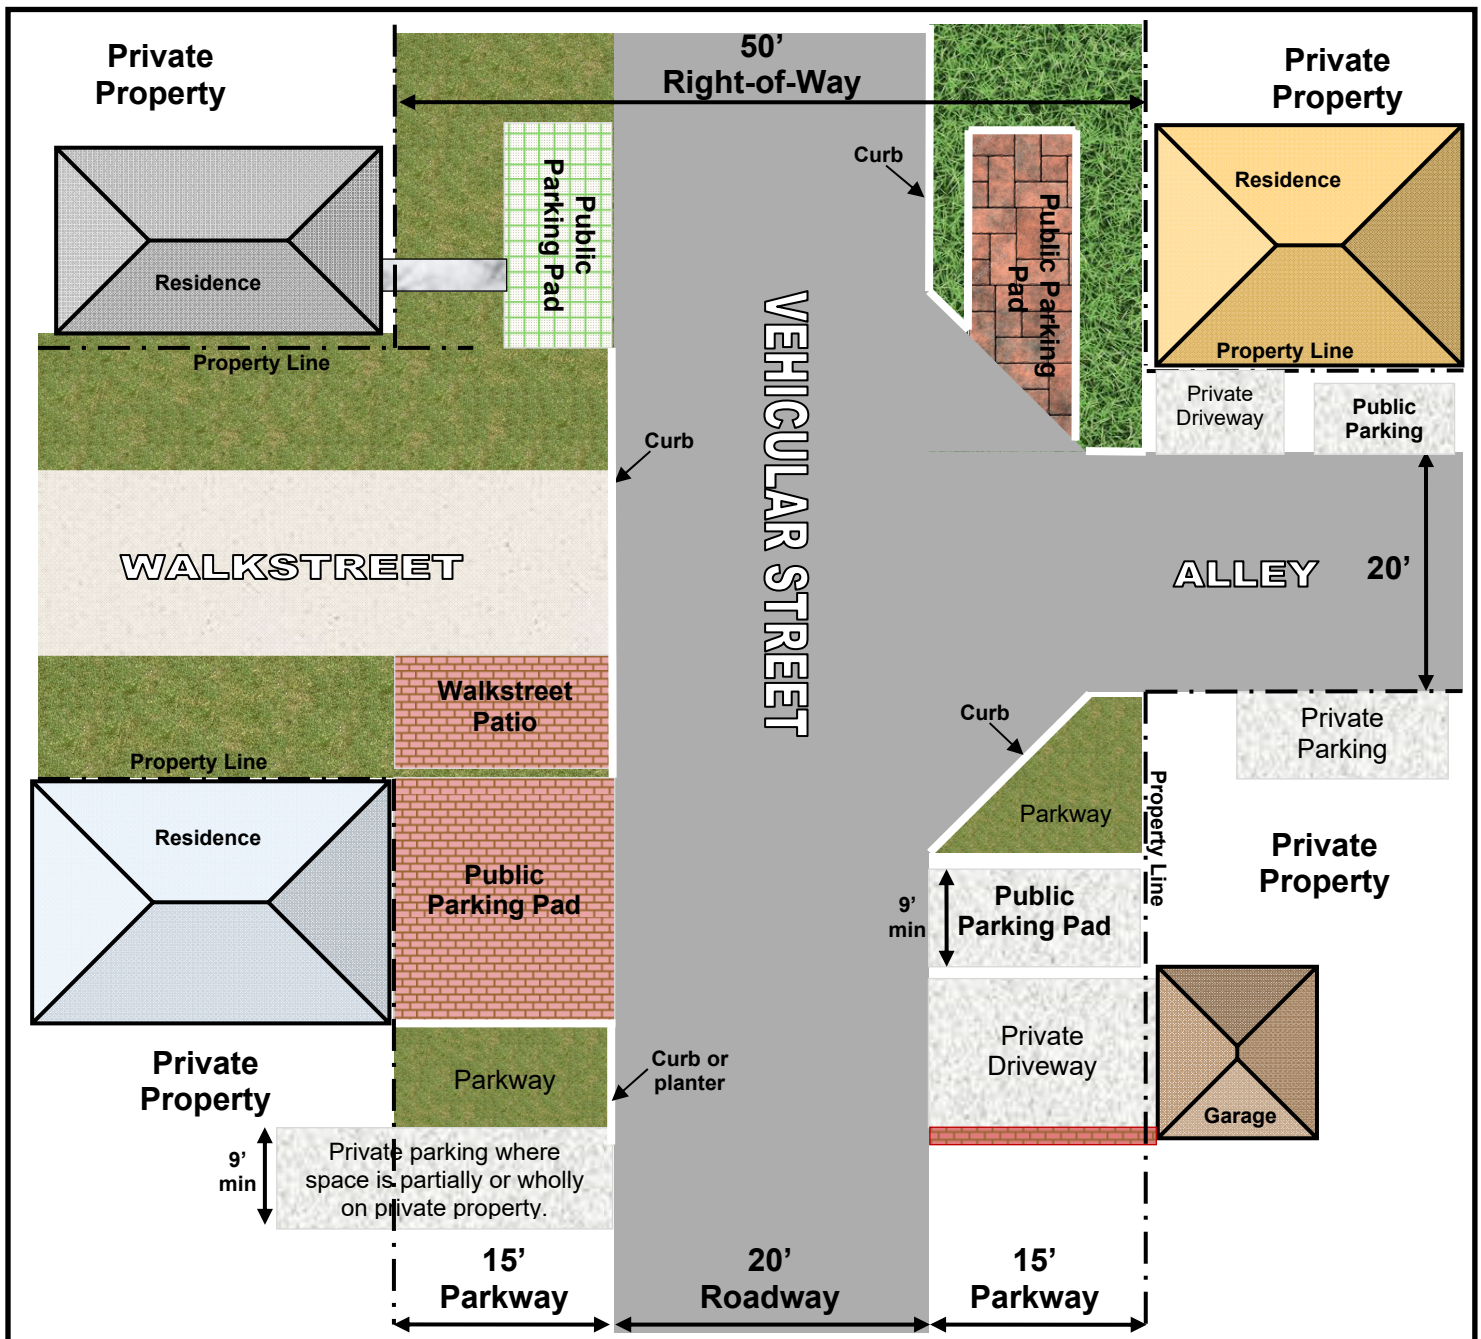 Private
Property
50’
Right-of-Way
Private
Property
Curb
Public
Parking Pad
Public Parking
Pad
Residence
Residence
Property Line
Property Line
Private
Driveway
Public
Parking
VEHICULAR STREET
Curb
WALKSTREET
ALLEY
20’
Walkstreet
Patio
Curb
Private
Parking
Property Line
Property Line
Parkway
Residence
Private
Property
Public
Parking Pad
9’
min
Public
Parking Pad
Private
Driveway
Private
Property
Parkway
Curb or
planter
Garage
9’
min
Private parking where
space is partially or wholly
on private property.
15’
Parkway
20’
Roadway
15’
Parkway